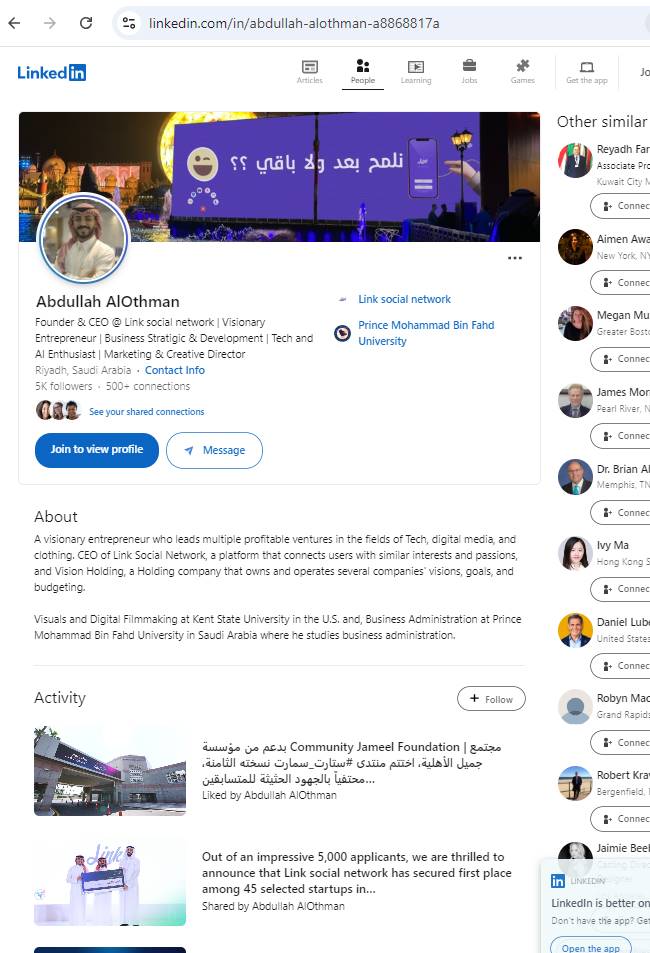 linkedin.com/in/abdullah-alothman-a8868817a
Linked in
Articles
People
Learning
Jobs
Games
Get the app
نلمح بعد ولا باقي ؟؟
Abdullah AlOthman
Founder & CEO @ Link social network | Visionary
Entrepreneur | Business Stratigic & Development | Tech and
AI Enthusiast | Marketing & Creative Director
Riyadh, Saudi Arabia · Contact Info
5K followers · 500+ connections
See your shared connections
Join to view profile
Message
Link social network
Prince Mohammad Bin Fahd
University
About
A visionary entrepreneur who leads multiple profitable ventures in the fields of Tech, digital media, and
clothing. CEO of Link Social Network, a platform that connects users with similar interests and passions,
and Vision Holding, a Holding company that owns and operates several companies' visions, goals, and
budgeting.
Visuals and Digital Filmmaking at Kent State University in the U.S. and, Business Administration at Prince
Mohammad Bin Fahd University in Saudi Arabia where he studies business administration.
Activity
Follow
بدعم من مؤسسة Community Jameel Foundation | مجتمع
جميل الأهلية، اختتم منتدى #ستارت_سمارت نسخته الثامنة،
محتفياً بالجهود الحثيثة للمتسابقين...
Liked by Abdullah AlOthman
Link
Out of an impressive 5,000 applicants, we are thrilled to
announce that Link social network has secured first place
among 45 selected startups in...
Shared by Abdullah AlOthman
Other similar
Reyadh Far
Associate Pro
Kuwait City M
Connec
Aimen Awa
New York, NY
Connec
Megan Mu
Greater Bosto
Connec
James Mor
Pearl River, N
Connec
Dr. Brian Al
Memphis, TN
Connec
Ivy Ma
Hong Kong S
Connec
Daniel Lub
United States
Connec
Robyn Mac
Grand Rapids
Connec
Robert Kra
Bergenfield,
Connec
Jaimie Beel
Casting Direc
LINKEDIN
LinkedIn is better on
Don't have the app? Get
Open the app